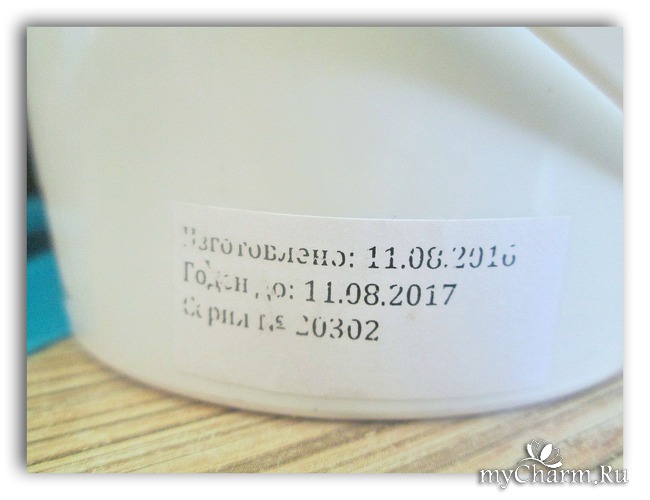 Изготовлено: 11.08.2016
Годен до: 11.08.2017
Серия № 20302
myCharm.Ru